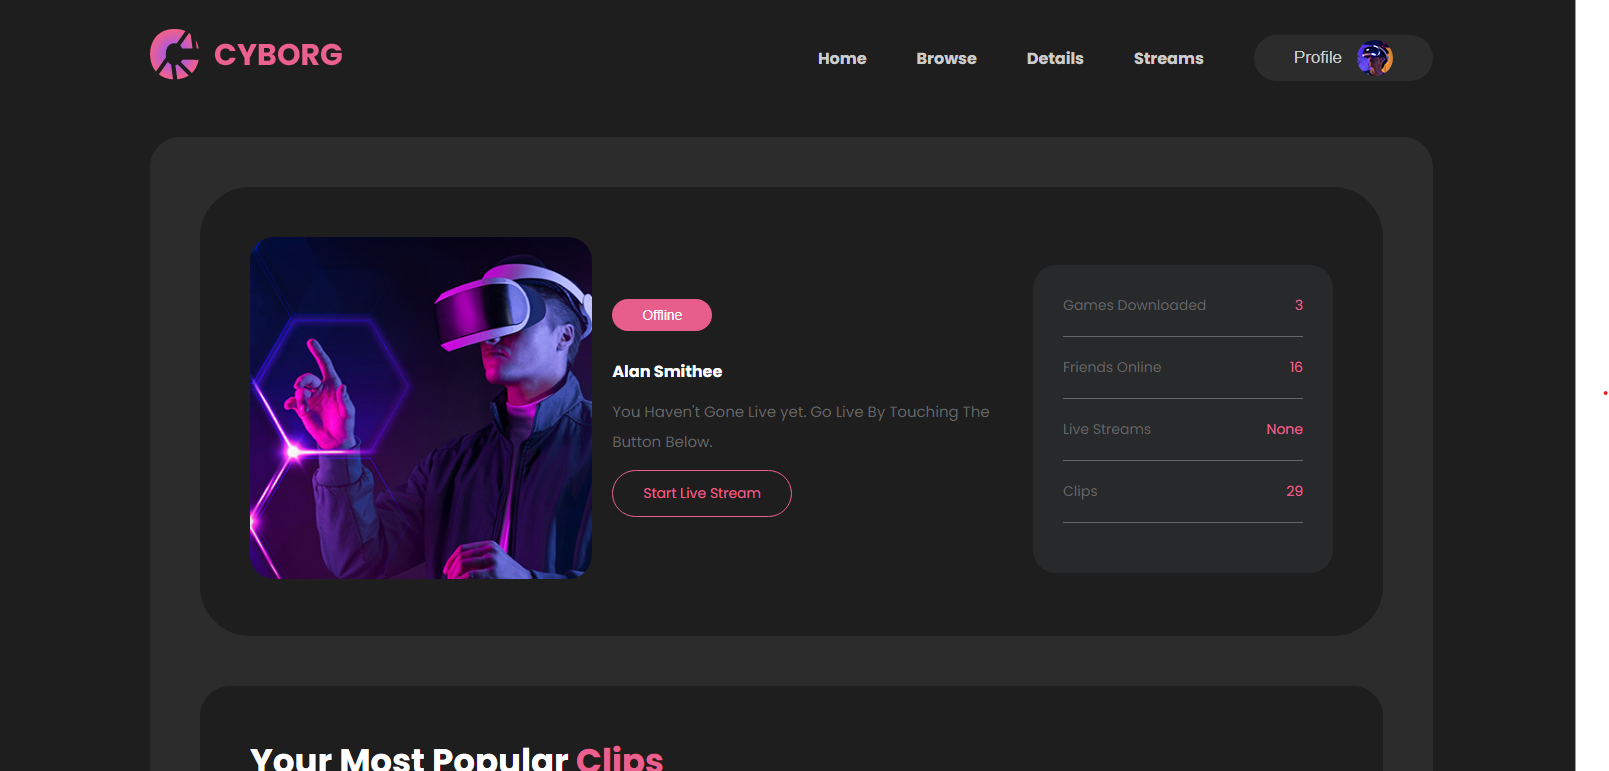 CYBORG
Home Browse Details Streams Profile
Offline
Alan Smithee
You Haven't Gone Live yet. Go Live By Touching The
Button Below.
Start Live Stream
Games Downloaded 3
Friends Online 16
Live Streams None
Clips 29
Your Most Popular Clips